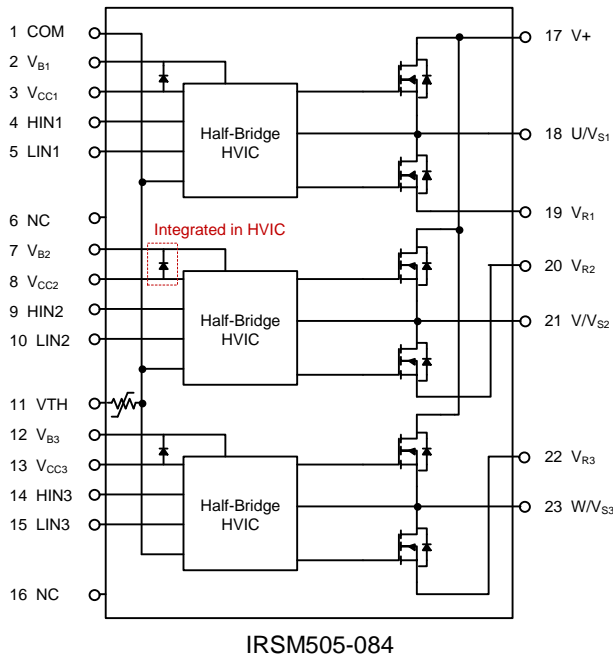 1 COM
2 VB1
3 VCC1
4 HIN1
5 LIN1
6 NC
7 VB2
8 VCC2
9 HIN2
10 LIN2
11 VTH
12 VB3
13 VCC3
14 HIN3
15 LIN3
16 NC
Half-Bridge
HVIC
Integrated in HVIC
Half-Bridge
HVIC
Half-Bridge
HVIC
17 V+
18 U/VS1
19 VR1
20 VR2
21 V/VS2
22 VR3
23 W/VS3
IRSM505-084